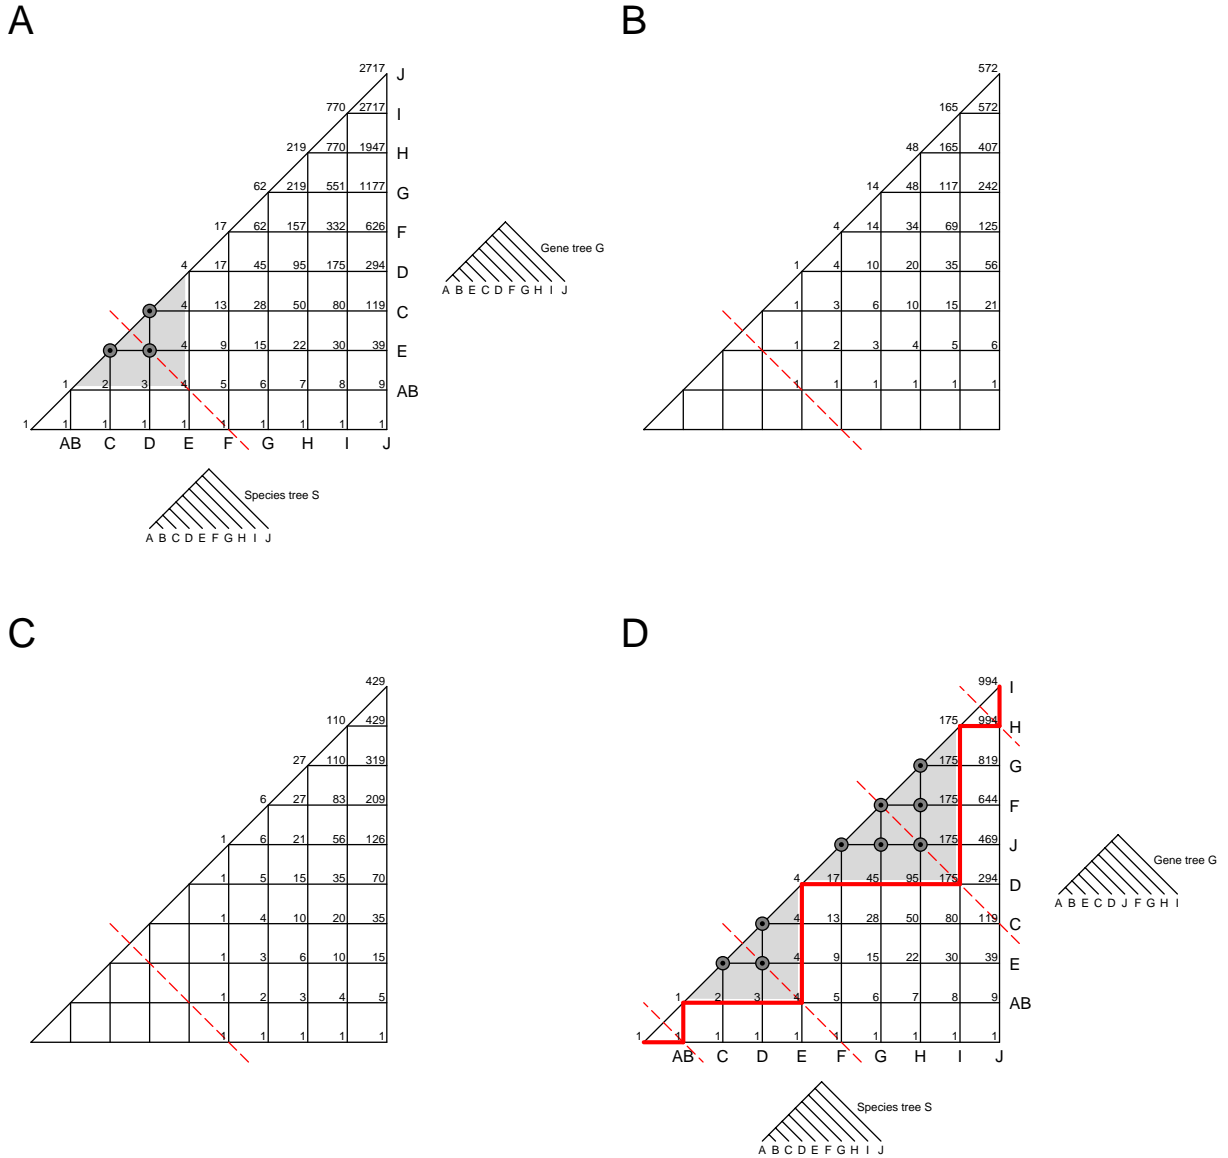 A
B
2717 J
770 2717 I
219 770 1947 H
62 219 551 1177 G
17 62 157 332 626 F
4 17 45 95 175 294 D
4 13 28 50 80 119 C
4 9 15 22 30 39 E
1 2 3 4 5 6 7 8 9 AB
1 1 1 1 1 1 1 1 1 1
AB C D E F G H I J
Gene tree G
A B E C D F G H I J
Species tree S
A B C D E F G H I J
572
165 572
48 165 407
14 48 117 242
4 14 34 69 125
1 4 10 20 35 56
1 3 6 10 15 21
1 2 3 4 5 6
1 1 1 1 1 1
C
D
429
110 429
27 110 319
6 27 83 209
1 6 21 56 126
1 5 15 35 70
1 4 10 20 35
1 3 6 10 15
1 2 3 4 5
1 1 1 1 1
994 I
175 994 H
175 819 G
175 644 F
175 469 J
4 17 45 95 175 294 D
4 13 28 50 80 119 C
4 9 15 22 30 39 E
1 2 3 4 5 6 7 8 9 AB
1 1 1 1 1 1 1 1 1 1
AB C D E F G H I J
Gene tree G
A B E C D J F G H I
Species tree S
A B C D E F G H I J